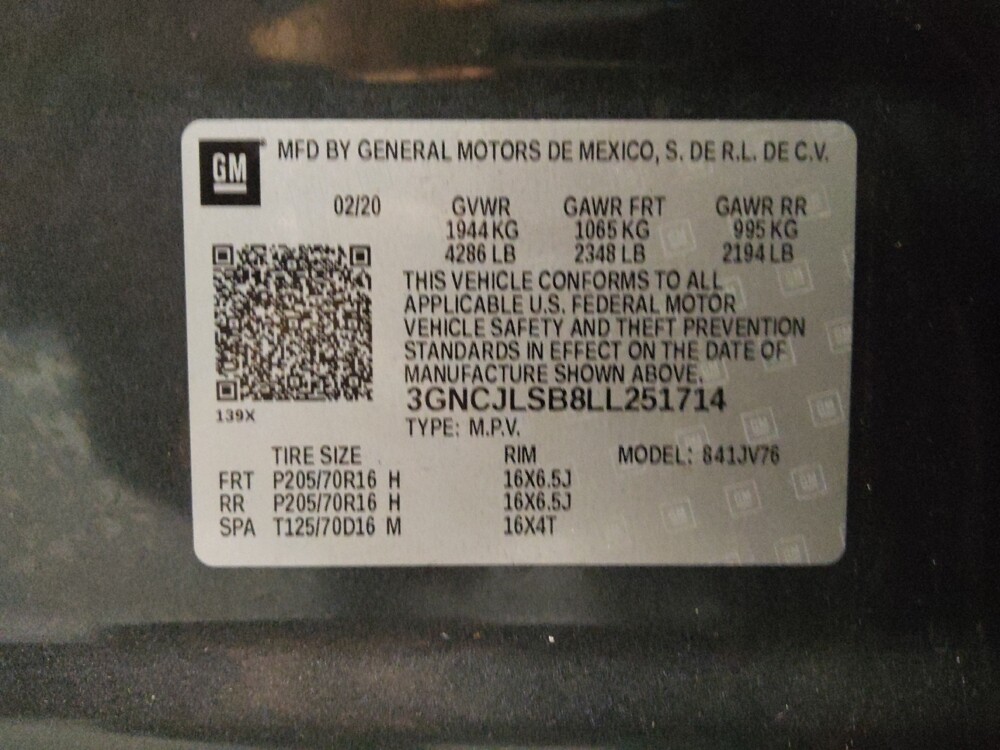 GM MFD BY GENERAL MOTORS DE MEXICO, S. DE R.L. DE C.V.
02/20 GVWR GAWR FRT GAWR RR
1944 KG 1065 KG 995 KG
4286 LB 2348 LB 2194 LB
THIS VEHICLE CONFORMS TO ALL
APPLICABLE U.S. FEDERAL MOTOR
VEHICLE SAFETY AND THEFT PREVENTION
STANDARDS IN EFFECT ON THE DATE OF
MANUFACTURE SHOWN ABOVE.
3GNCJLSB8LL251714
139X
TYPE: M.P.V.
TIRE SIZE RIM MODEL: 841JV76
FRT P205/70R16 H 16X6.5J
RR P205/70R16 H 16X6.5J
SPA T125/70D16 M 16X4T